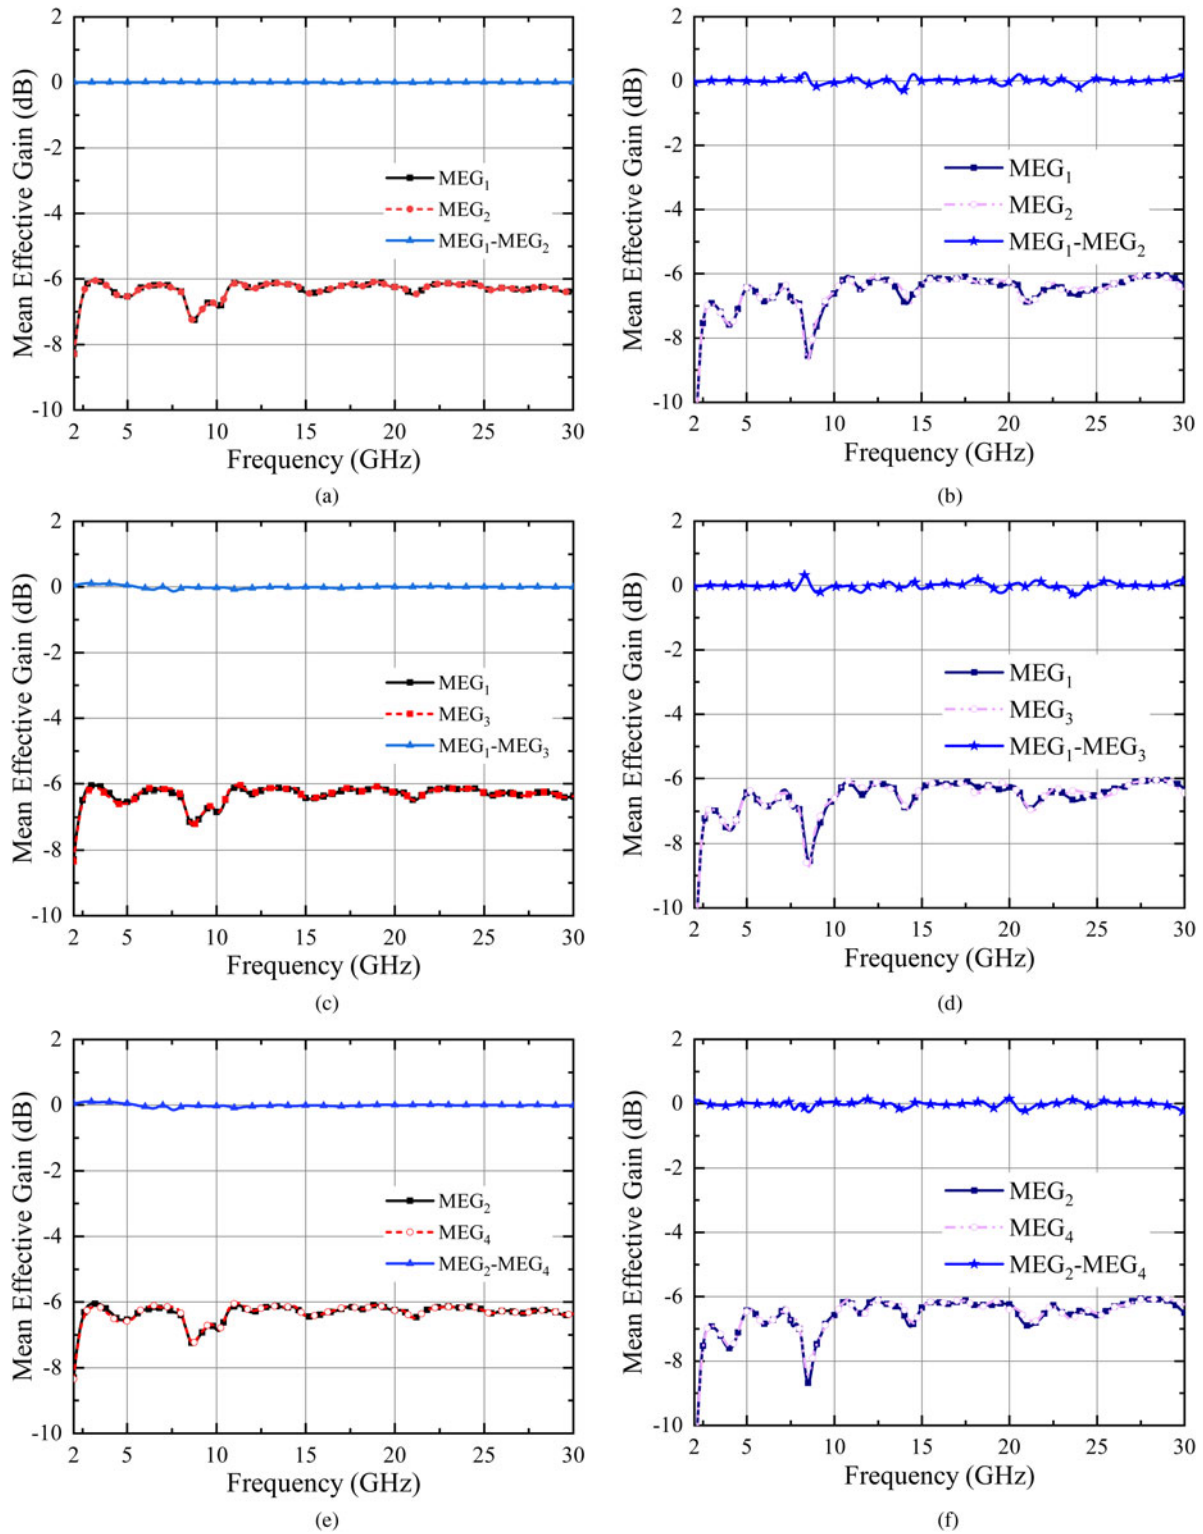 2
0
-2
-4
-6
-8
-10
Mean Effective Gain (dB)
MEG1
MEG2
MEG1-MEG2
2 5 10 15 20 25 30
Frequency (GHz)
(a)
2
0
-2
-4
-6
-8
-10
Mean Effective Gain (dB)
MEG1
MEG2
MEG1-MEG2
2 5 10 15 20 25 30
Frequency (GHz)
(b)
2
0
-2
-4
-6
-8
-10
Mean Effective Gain (dB)
MEG1
MEG3
MEG1-MEG3
2 5 10 15 20 25 30
Frequency (GHz)
(c)
2
0
-2
-4
-6
-8
-10
Mean Effective Gain (dB)
MEG1
MEG3
MEG1-MEG3
2 5 10 15 20 25 30
Frequency (GHz)
(d)
2
0
-2
-4
-6
-8
-10
Mean Effective Gain (dB)
MEG2
MEG4
MEG2-MEG4
2 5 10 15 20 25 30
Frequency (GHz)
(e)
2
0
-2
-4
-6
-8
-10
Mean Effective Gain (dB)
MEG2
MEG4
MEG2-MEG4
2 5 10 15 20 25 30
Frequency (GHz)
(f)